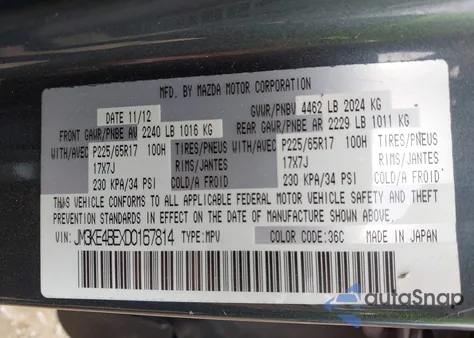 MFD. BY MAZDA MOTOR CORPORATION
DATE 11/12 GVWR/PNBV 4462 LB 2024 KG
FRONT GAWR/PNBE AV 2240 LB 1016 KG REAR GAWR/PNBE AR 2229 LB 1011 KG
WITH/AVEC P225/65R17 100H TIRES/PNEUS WITH/AVEC P225/65R17 100H TIRES/PNEUS
17X7J RIMS/JANTES 17X7J RIMS/JANTES
230 KPA/34 PSI COLD/A FROID 230 KPA/34 PSI COLD/A FROID
THIS VEHICLE CONFORMS TO ALL APPLICABLE FEDERAL MOTOR VEHICLE SAFETY AND THEFT
PREVENTION STANDARDS IN EFFECT ON THE DATE OF MANUFACTURE SHOWN ABOVE.
VIN: JM3KE4BEXD0167814 TYPE:MPV COLOR CODE:36C MADE IN JAPAN
autoSnap